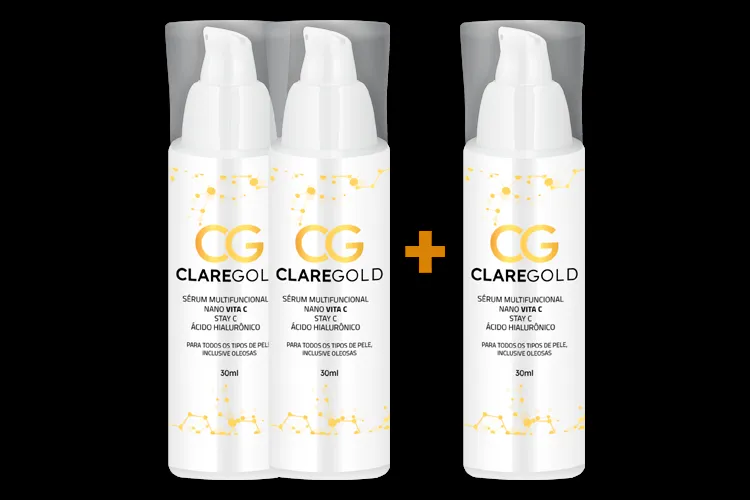 CG
CLAREGOLD
SÉRUM MULTIFUNCIONAL
NANO VITA C
STAY C
ÁCIDO HIALURÔNICO
PARA TODOS OS TIPOS DE PELE,
INCLUSIVE OLEOSAS
30ml
CG
CLAREGOLD
SÉRUM MULTIFUNCIONAL
NANO VITA C
STAY C
ÁCIDO HIALURÔNICO
PARA TODOS OS TIPOS DE PELE,
INCLUSIVE OLEOSAS
30ml
+
CG
CLAREGOLD
SÉRUM MULTIFUNCIONAL
NANO VITA C
STAY C
ÁCIDO HIALURÔNICO
PARA TODOS OS TIPOS DE PELE,
INCLUSIVE OLEOSAS
30ml